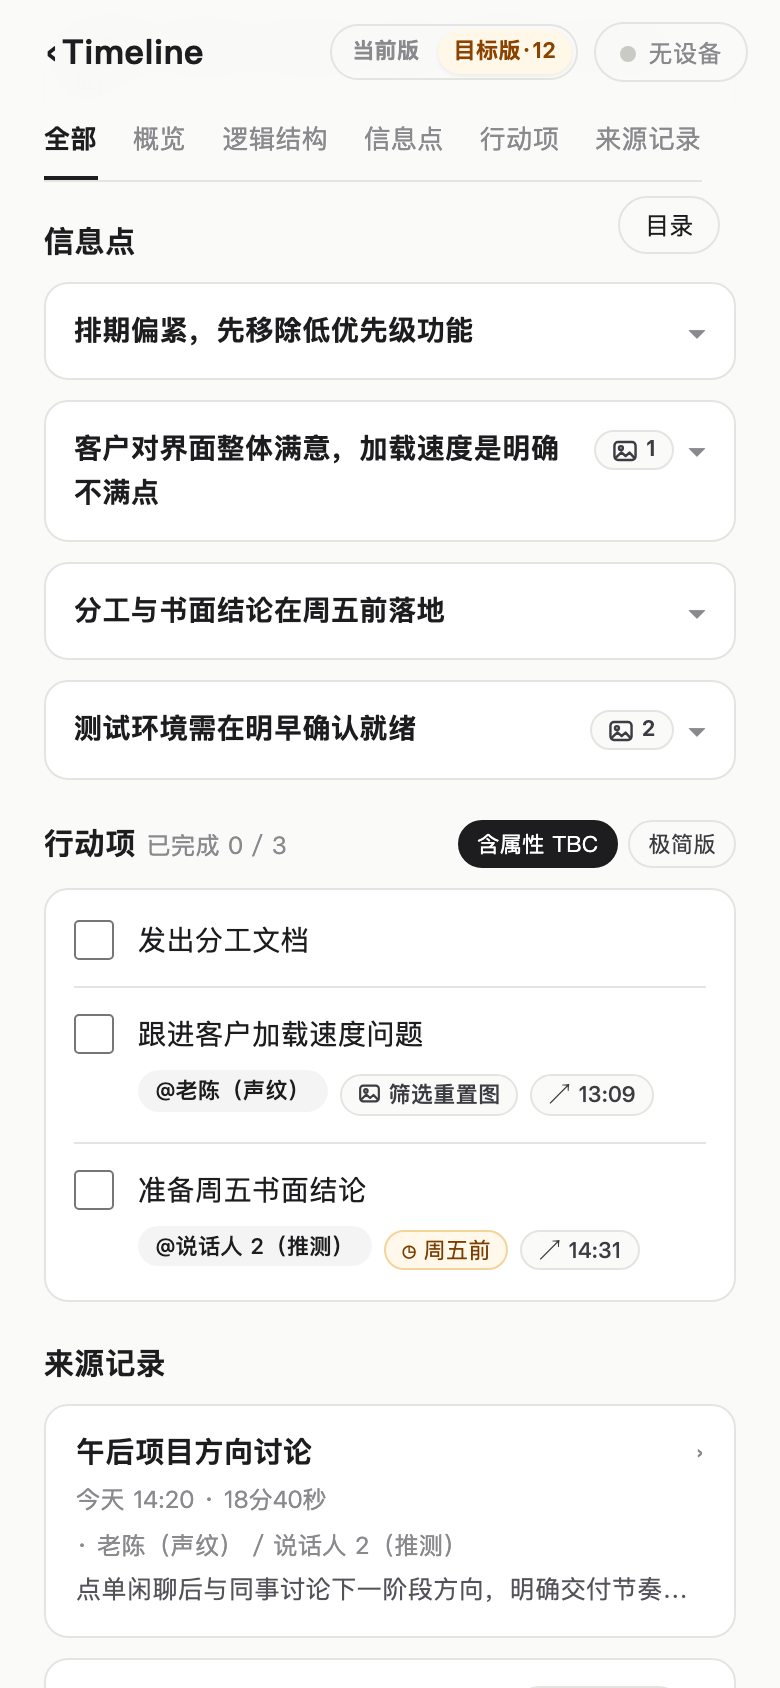 ‹ Timeline 当前版 目标版·12 无设备
全部 概览 逻辑结构 信息点 行动项 来源记录
信息点 目录
排期偏紧，先移除低优先级功能
客户对界面整体满意，加载速度是明确 1
不满点
分工与书面结论在周五前落地
测试环境需在明早确认就绪 2
行动项 已完成 0 / 3 含属性 TBC 极简版
发出分工文档
跟进客户加载速度问题
@老陈（声纹） 筛选重置图 ↗ 13:09
准备周五书面结论
@说话人 2（推测） ◷ 周五前 ↗ 14:31
来源记录
午后项目方向讨论 ›
今天 14:20 · 18分40秒
· 老陈（声纹） / 说话人 2（推测）
点单闲聊后与同事讨论下一阶段方向，明确交付节奏...